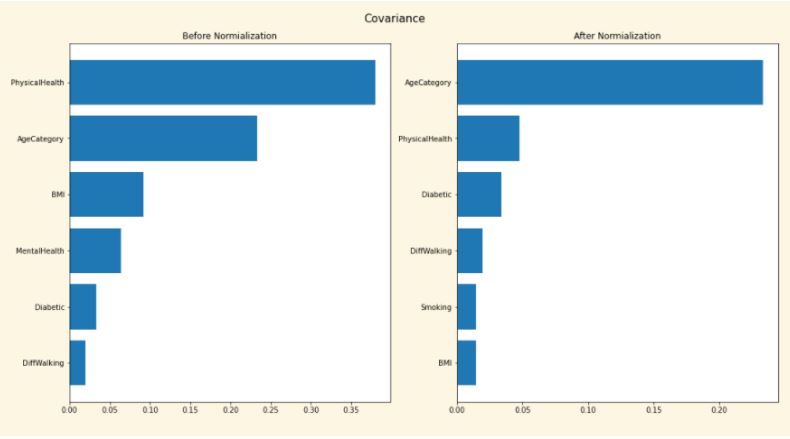 Covariance
Before Normialization
PhysicalHealth
AgeCategory
BMI
MentalHealth
Diabetic
DiffWalking
0.00 0.05 0.10 0.15 0.20 0.25 0.30 0.35
After Normialization
AgeCategory
PhysicalHealth
Diabetic
DiffWalking
Smoking
BMI
0.00 0.05 0.10 0.15 0.20